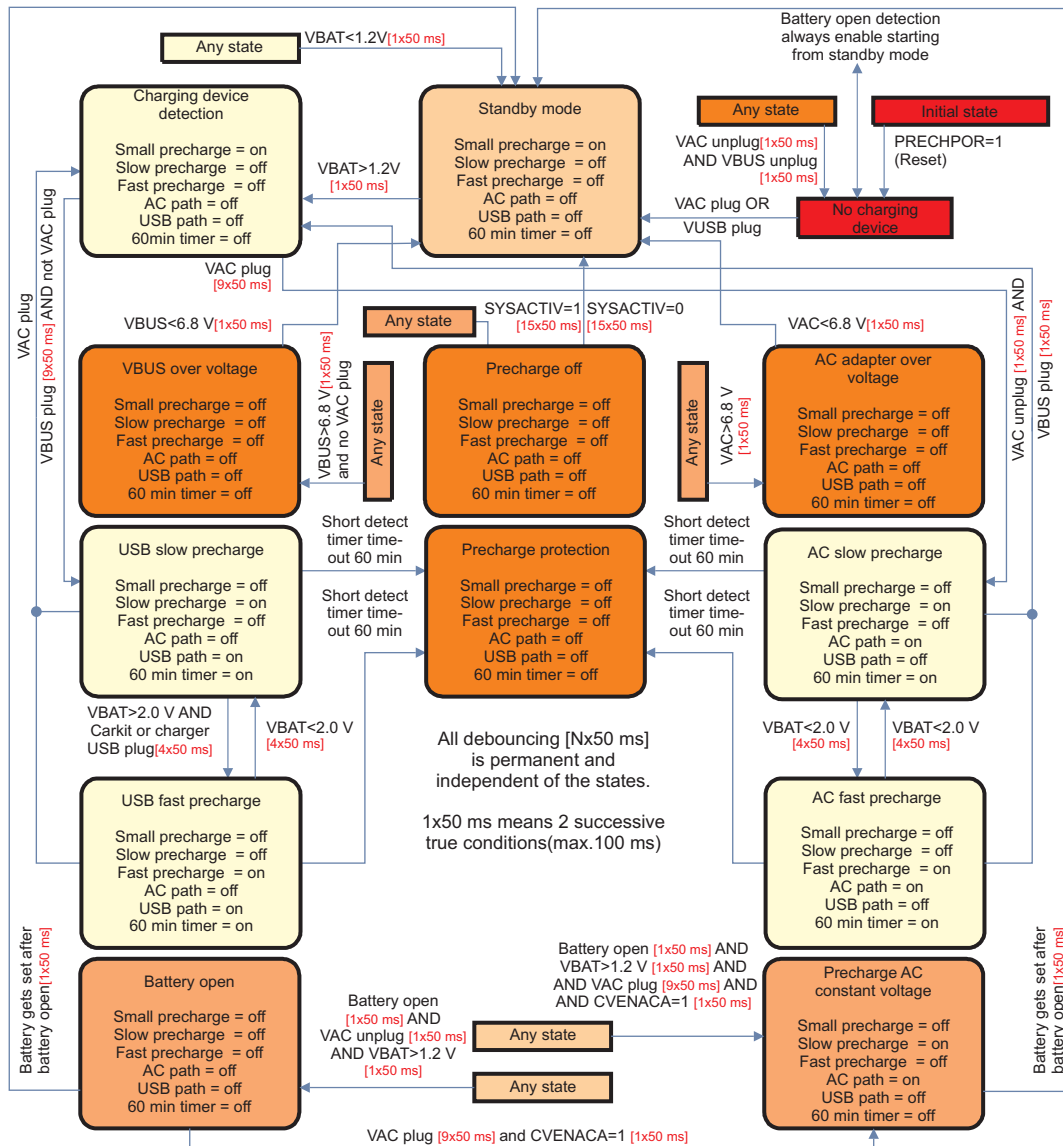 Any state
VBAT<1.2V[1x50 ms]
Battery open detection
always enable starting
from standby mode
Charging device
detection
Small precharge = on
Slow precharge = off
Fast precharge = off
AC path = off
USB path = off
60min timer = off
VBAT>1.2V
[1x50 ms]
Standby mode
Small precharge = on
Slow precharge = off
Fast precharge = off
AC path = off
USB path = off
60 min timer = off
Any state
Initial state
VAC unplug[1x50 ms]
AND VBUS unplug
[1x50 ms]
PRECHPOR=1
(Reset)
VAC plug OR
VUSB plug
No charging
device
VAC plug
VBUS plug [9x50 ms] AND not VAC plug
VAC plug
[9x50 ms]
VBUS<6.8 V[1x50 ms]
Any state
SYSACTIV=1
[15x50 ms]
SYSACTIV=0
[15x50 ms]
VAC<6.8 V[1x50 ms]
VAC unplug [1x50 ms] AND
VBUS plug [1x50 ms]
VBUS over voltage
Small precharge = off
Slow precharge = off
Fast precharge = off
AC path = off
USB path = off
60 min timer = off
VBUS>6.8 V[1x50 ms]
and no VAC plug
Any state
Precharge off
Small precharge = off
Slow precharge = off
Fast precharge = off
AC path = off
USB path = off
60 min timer = off
Any state
VAC>6.8 V
[1x50 ms]
AC adapter over
voltage
Small precharge = off
Slow precharge = off
Fast precharge = off
AC path = off
USB path = off
60 min timer = off
USB slow precharge
Small precharge = off
Slow precharge = on
Fast precharge = off
AC path = off
USB path = on
60 min timer = on
Short detect
timer time-
out 60 min
Short detect
timer time-
out 60 min
Precharge protection
Small precharge = off
Slow precharge = off
Fast precharge = off
AC path = off
USB path = off
60 min timer = off
Short detect
timer time-
out 60 min
Short detect
timer time-
out 60 min
AC slow precharge
Small precharge = off
Slow precharge = on
Fast precharge = off
AC path = on
USB path = off
60 min timer = on
VBAT>2.0 V AND
Carkit or charger
USB plug[4x50 ms]
VBAT<2.0 V
[4x50 ms]
All debouncing [Nx50 ms]
is permanent and
independent of the states.
1x50 ms means 2 successive
true conditions(max.100 ms)
VBAT<2.0 V
[4x50 ms]
VBAT<2.0 V
[4x50 ms]
USB fast precharge
Small precharge = off
Slow precharge = off
Fast precharge = on
AC path = off
USB path = on
60 min timer = on
AC fast precharge
Small precharge = off
Slow precharge = off
Fast precharge = on
AC path = on
USB path = off
60 min timer = on
Battery gets set after
battery open[1x50 ms]
Battery open
Small precharge = off
Slow precharge = off
Fast precharge = off
AC path = off
USB path = off
60 min timer = off
Battery open
[1x50 ms] AND
VAC unplug [1x50 ms]
AND VBAT>1.2 V
[1x50 ms]
Battery open [1x50 ms] AND
VBAT>1.2 V [1x50 ms] AND
AND VAC plug [9x50 ms] AND
AND CVENACA=1 [1x50 ms]
Any state
Any state
Precharge AC
constant voltage
Small precharge = off
Slow precharge = on
Fast precharge = off
AC path = on
USB path = off
60 min timer = off
Battery gets set after
battery open[1x50 ms]
VAC plug [9x50 ms] and CVENACA=1 [1x50 ms]